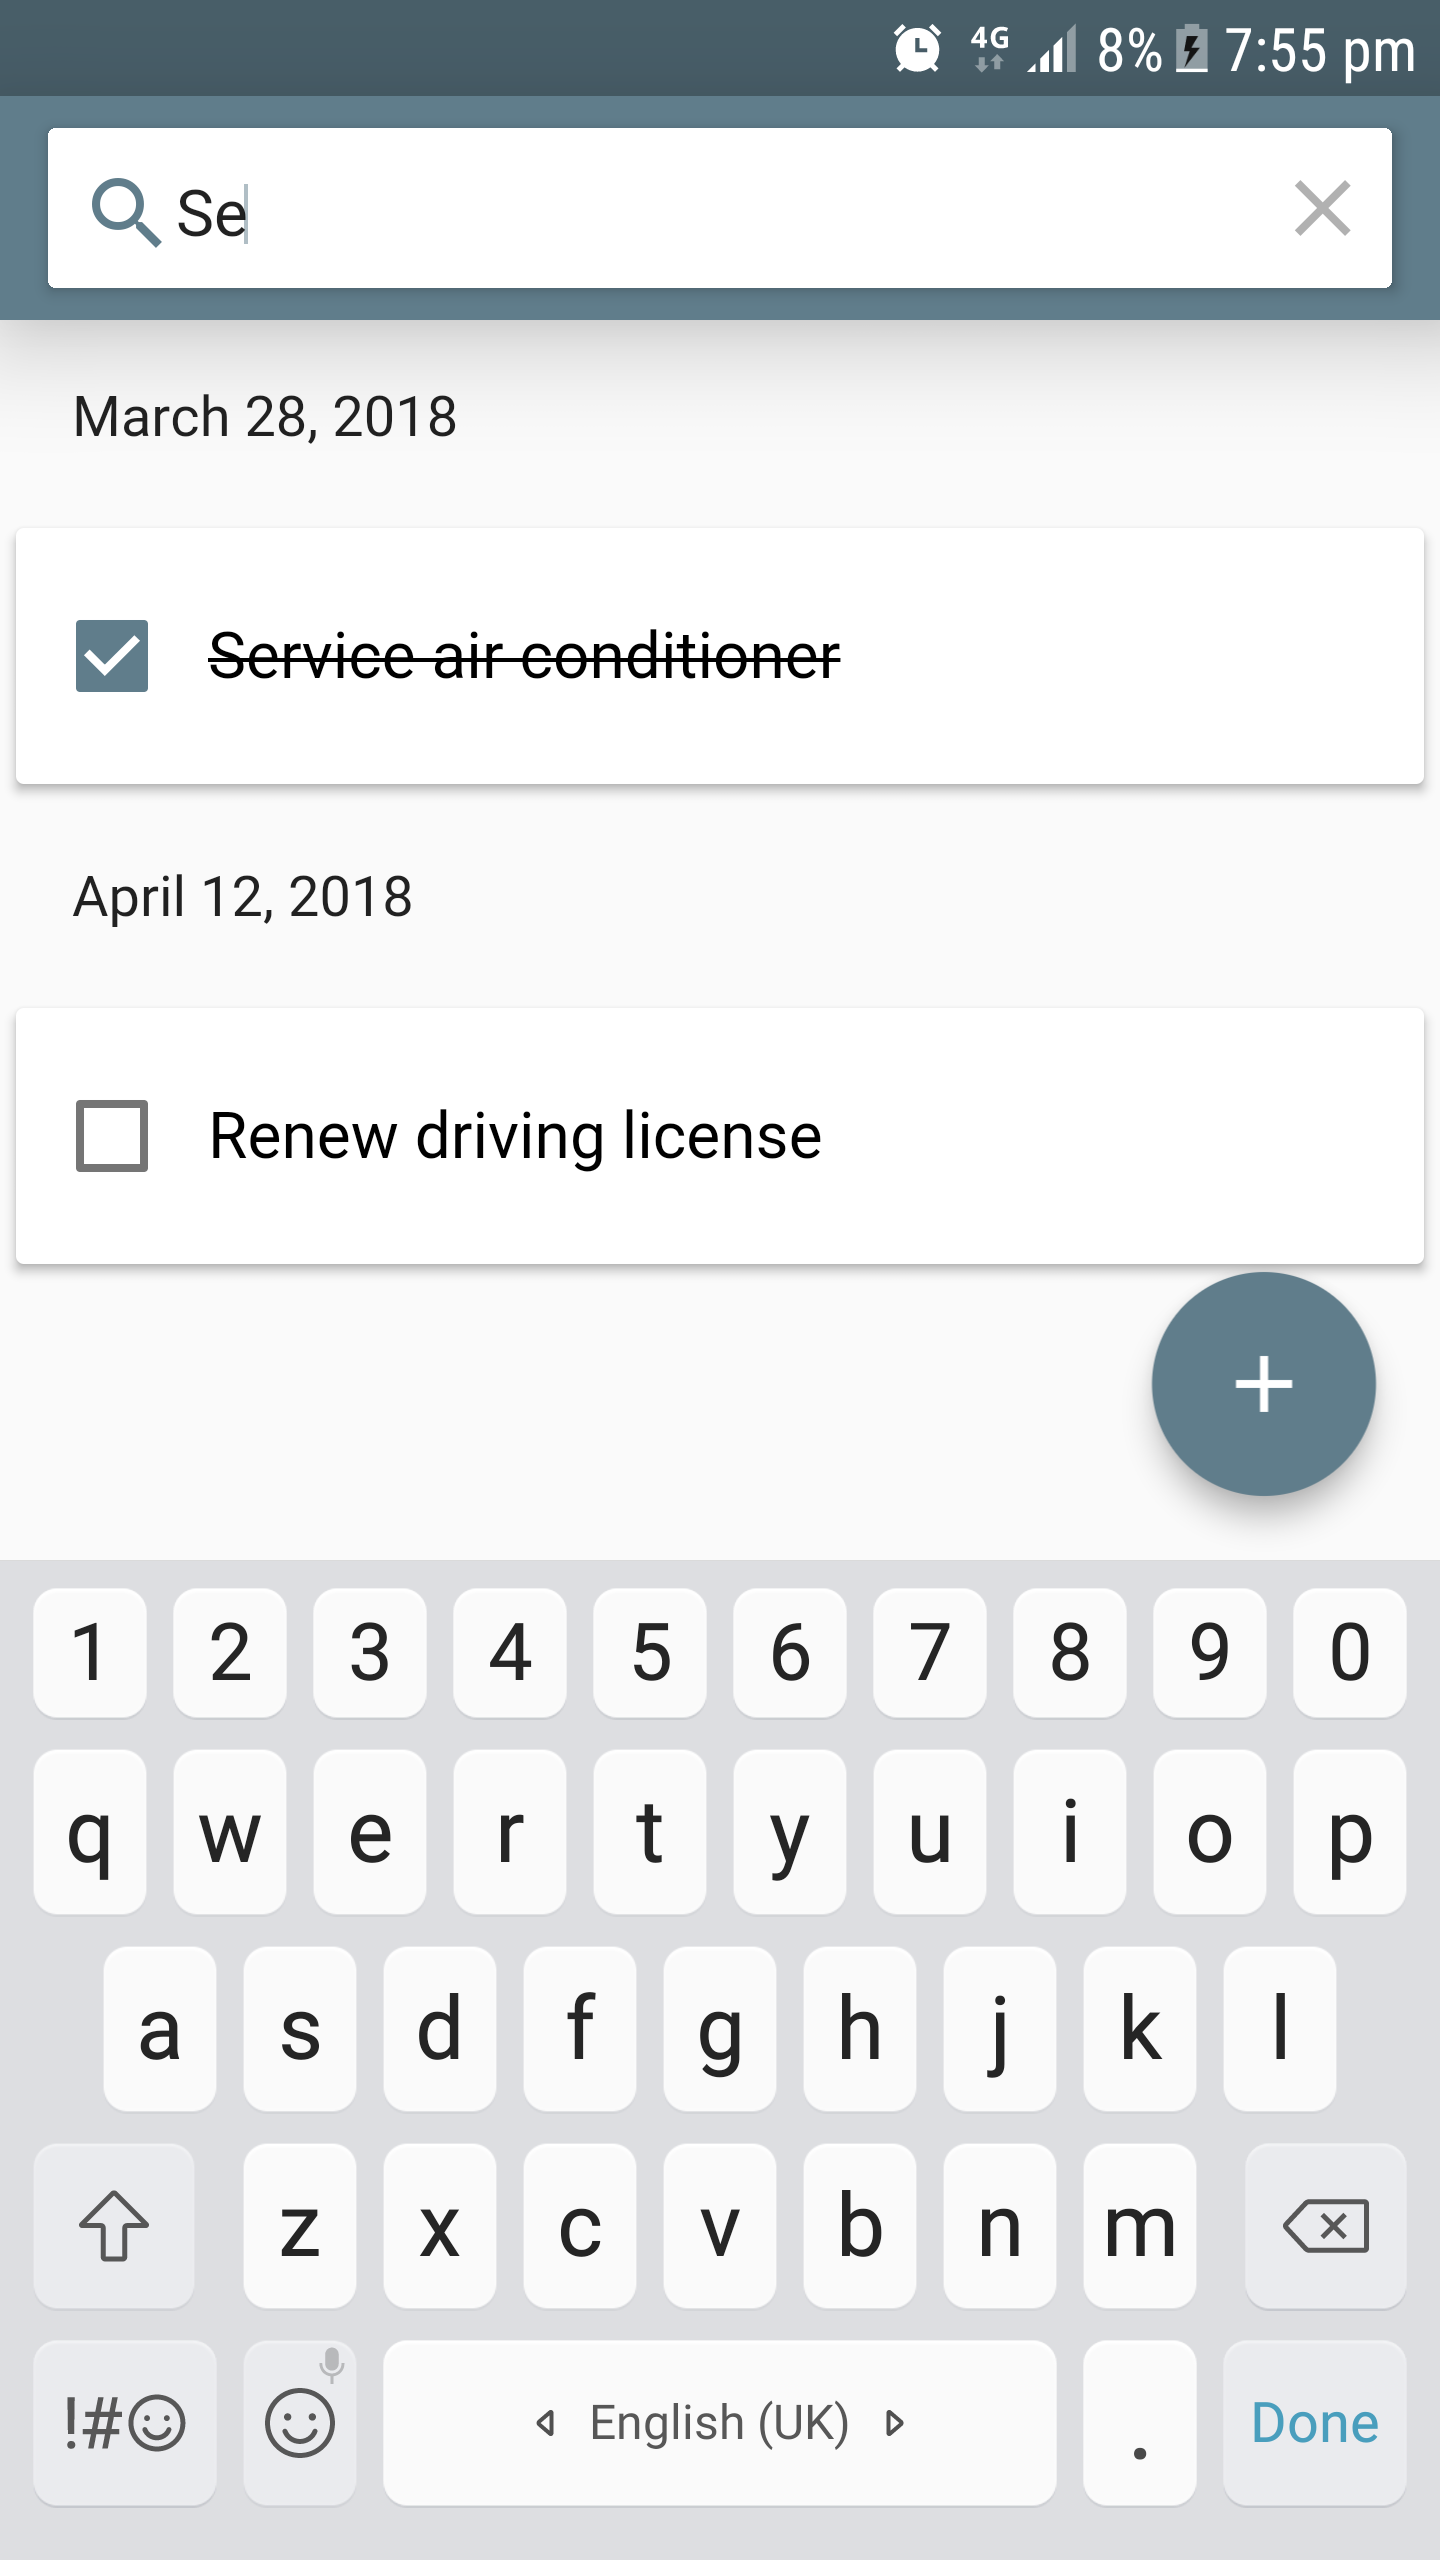 4G 8% 7:55 pm
Se
March 28, 2018
Service air conditioner
April 12, 2018
Renew driving license
+
1 2 3 4 5 6 7 8 9 0
q w e r t y u i o p
a s d f g h j k l
z x c v b n m
!# English (UK) . Done